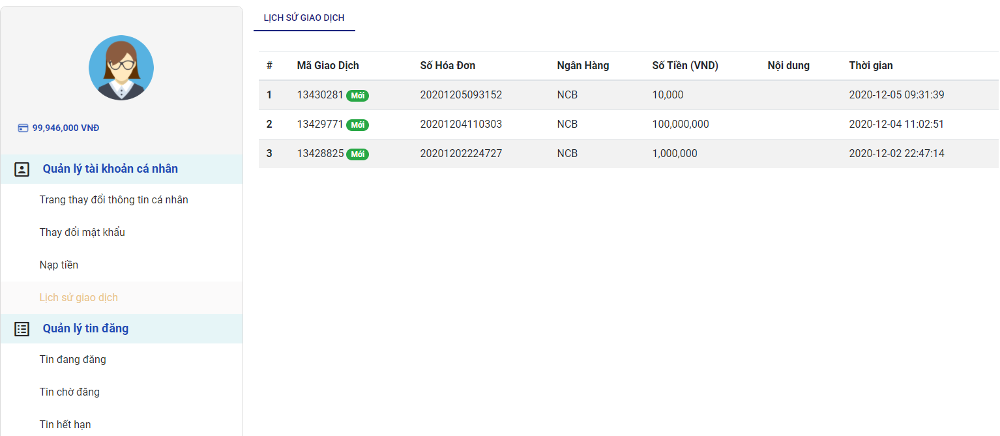 99,946,000 VNĐ
Quản lý tài khoản cá nhân
Trang thay đổi thông tin cá nhân
Thay đổi mật khẩu
Nạp tiền
Lịch sử giao dịch
Quản lý tin đăng
Tin đang đăng
Tin chờ đăng
Tin hết hạn
LỊCH SỬ GIAO DỊCH
# Mã Giao Dịch Số Hóa Đơn Ngân Hàng Số Tiền (VND) Nội dung Thời gian
1 13430281 Mới 20201205093152 NCB 10,000 2020-12-05 09:31:39
2 13429771 Mới 20201204110303 NCB 100,000,000 2020-12-04 11:02:51
3 13428825 Mới 20201202224727 NCB 1,000,000 2020-12-02 22:47:14